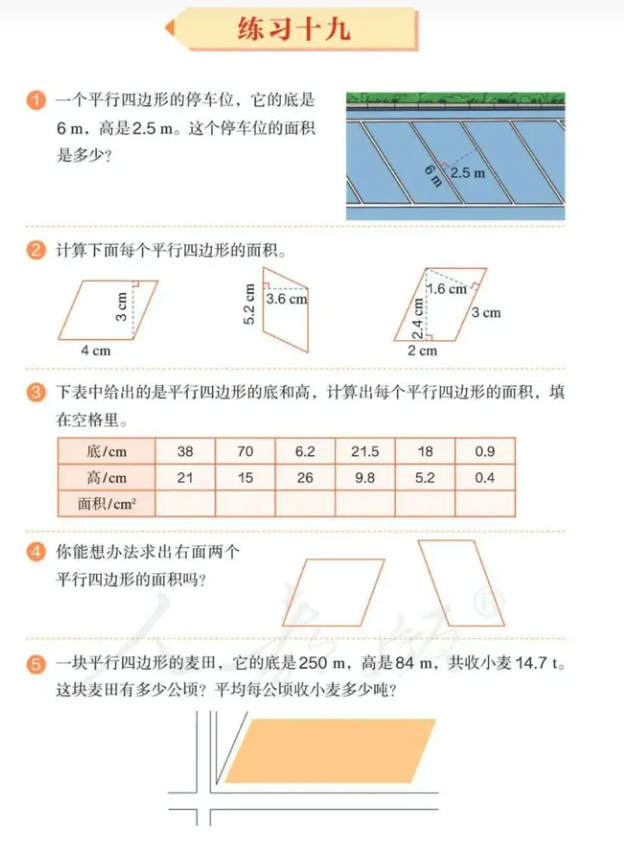 练习十九
1 一个平行四边形的停车位，它的底是
6 m，高是2.5 m。这个停车位的面积
是多少？
6 m
2.5 m
2 计算下面每个平行四边形的面积。
3 cm
4 cm
5.2 cm
3.6 cm
1.6 cm
2.4 cm
3 cm
2 cm
3 下表中给出的是平行四边形的底和高，计算出每个平行四边形的面积，填
在空格里。
底/cm 38 70 6.2 21.5 18 0.9
高/cm 21 15 26 9.8 5.2 0.4
面积/cm²
4 你能想办法求出右面两个
平行四边形的面积吗？
人教版®
5 一块平行四边形的麦田，它的底是250 m，高是84 m，共收小麦14.7 t。
这块麦田有多少公顷？平均每公顷收小麦多少吨？